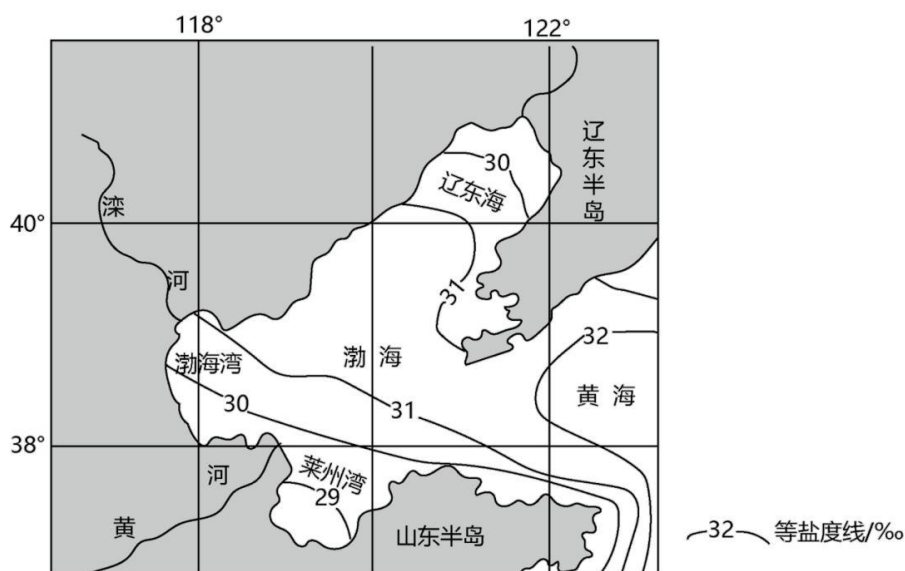 118°
122°
辽东半岛
30
辽东海
滦河
40°
31
32
渤海湾
渤海
黄海
30
31
38°
莱州湾
29
黄河
山东半岛
32 等盐度线/‰